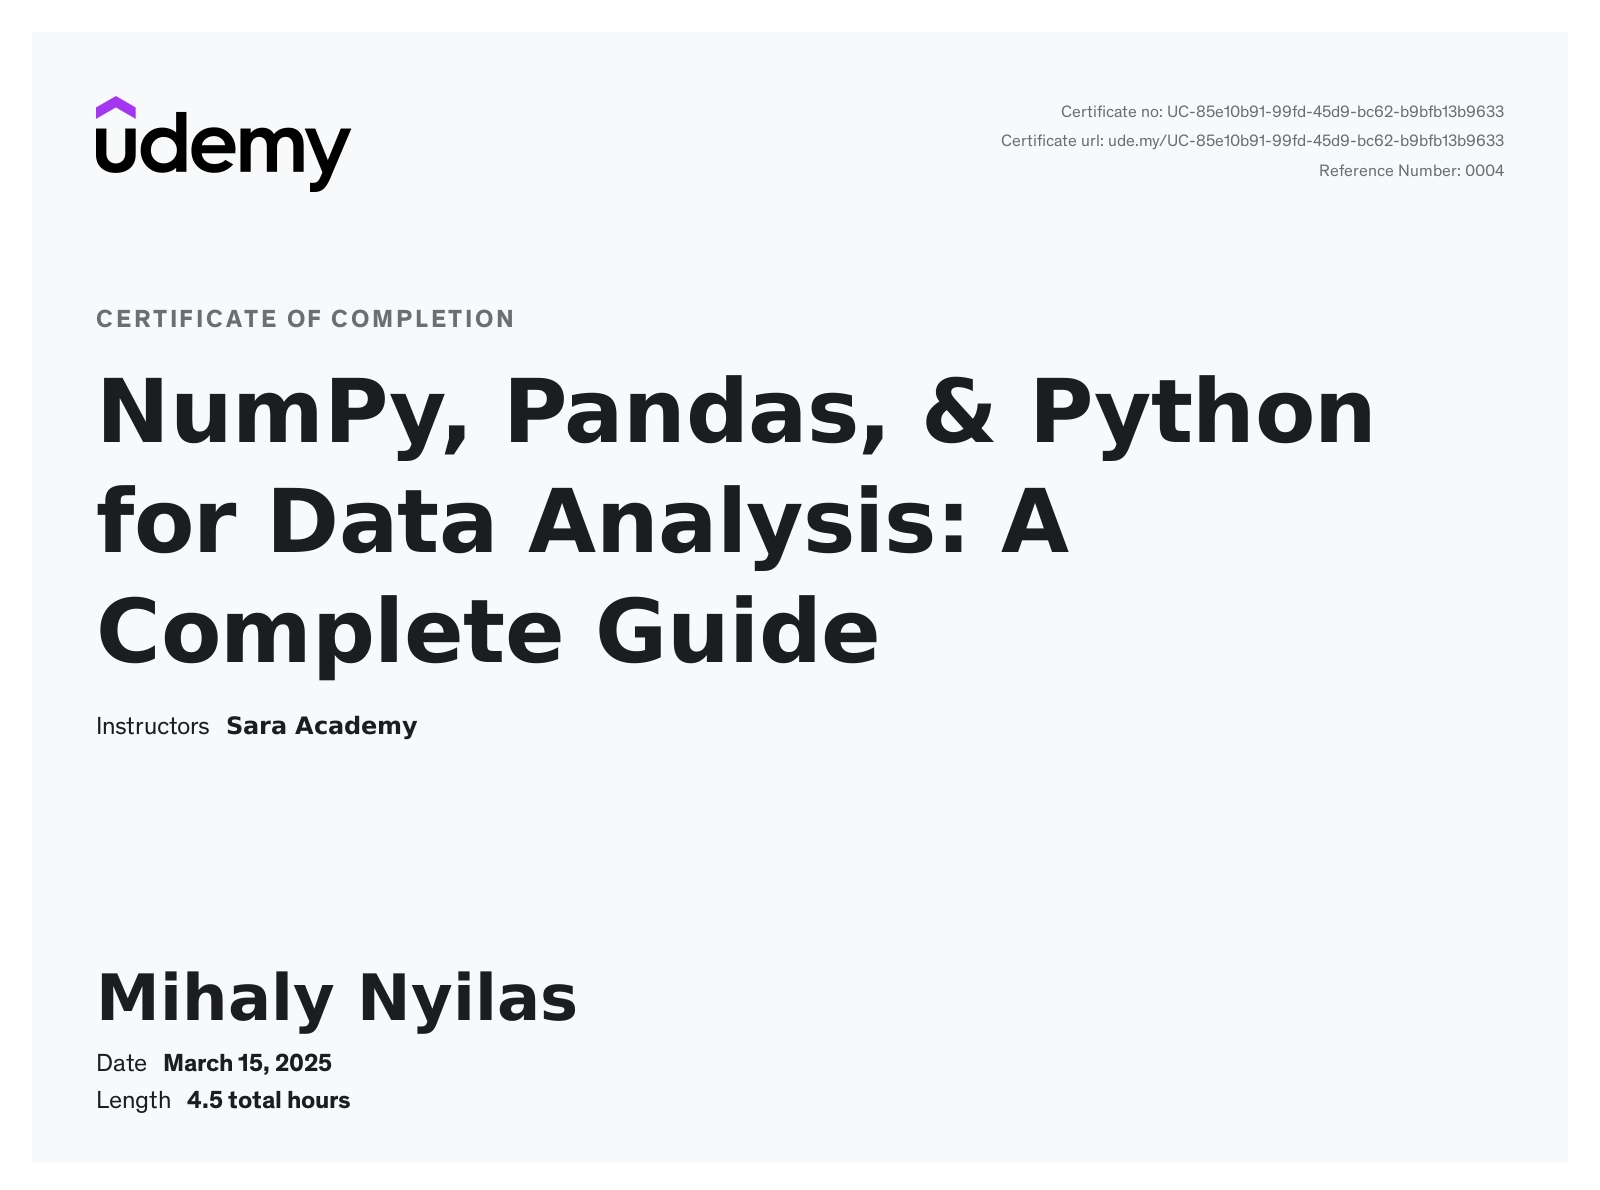 udemy
Certificate no: UC-85e10b91-99fd-45d9-bc62-b9bfb13b9633
Certificate url: ude.my/UC-85e10b91-99fd-45d9-bc62-b9bfb13b9633
Reference Number: 0004
CERTIFICATE OF COMPLETION
NumPy, Pandas, & Python
for Data Analysis: A
Complete Guide
Instructors Sara Academy
Mihaly Nyilas
Date March 15, 2025
Length 4.5 total hours